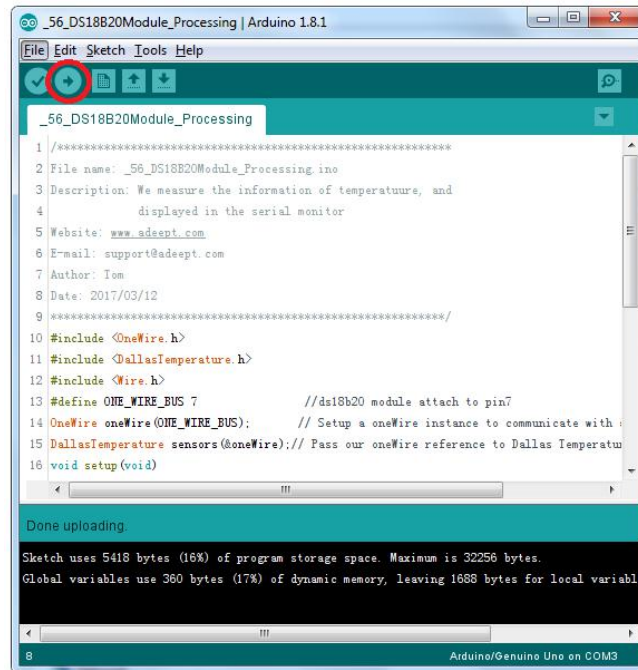 _56_DS18B20Module_Processing | Arduino 1.8.1
File Edit Sketch Tools Help
_56_DS18B20Module_Processing
1 /***********************************************************
2 File name: _56_DS18B20Module_Processing.ino
3 Description: We measure the information of temperatuure, and
4 displayed in the serial monitor
5 Website: www.adeept.com
6 E-mail: support@adeept.com
7 Author: Tom
8 Date: 2017/03/12
9 ***********************************************************/
10 #include <OneWire.h>
11 #include <DallasTemperature.h>
12 #include <Wire.h>
13 #define ONE_WIRE_BUS 7 //ds18b20 module attach to pin7
14 OneWire oneWire(ONE_WIRE_BUS); // Setup a oneWire instance to communicate with
15 DallasTemperature sensors(&oneWire);// Pass our oneWire reference to Dallas Temperatu
16 void setup(void)
Done uploading.
Sketch uses 5418 bytes (16%) of program storage space. Maximum is 32256 bytes.
Global variables use 360 bytes (17%) of dynamic memory, leaving 1688 bytes for local variabl
8 Arduino/Genuino Uno on COM3